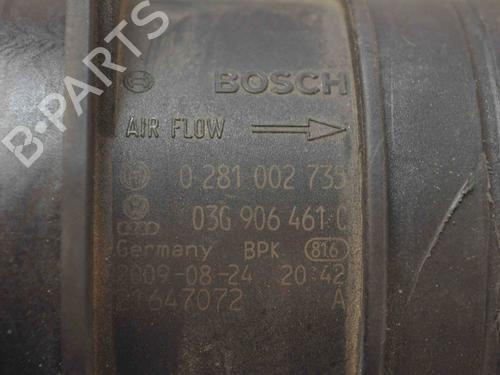 BOSCH
AIR FLOW
0 281 002 735
03G 906 461 C
Germany BPK 816
2009-08-24 20:42
21647072 A
B-PARTS